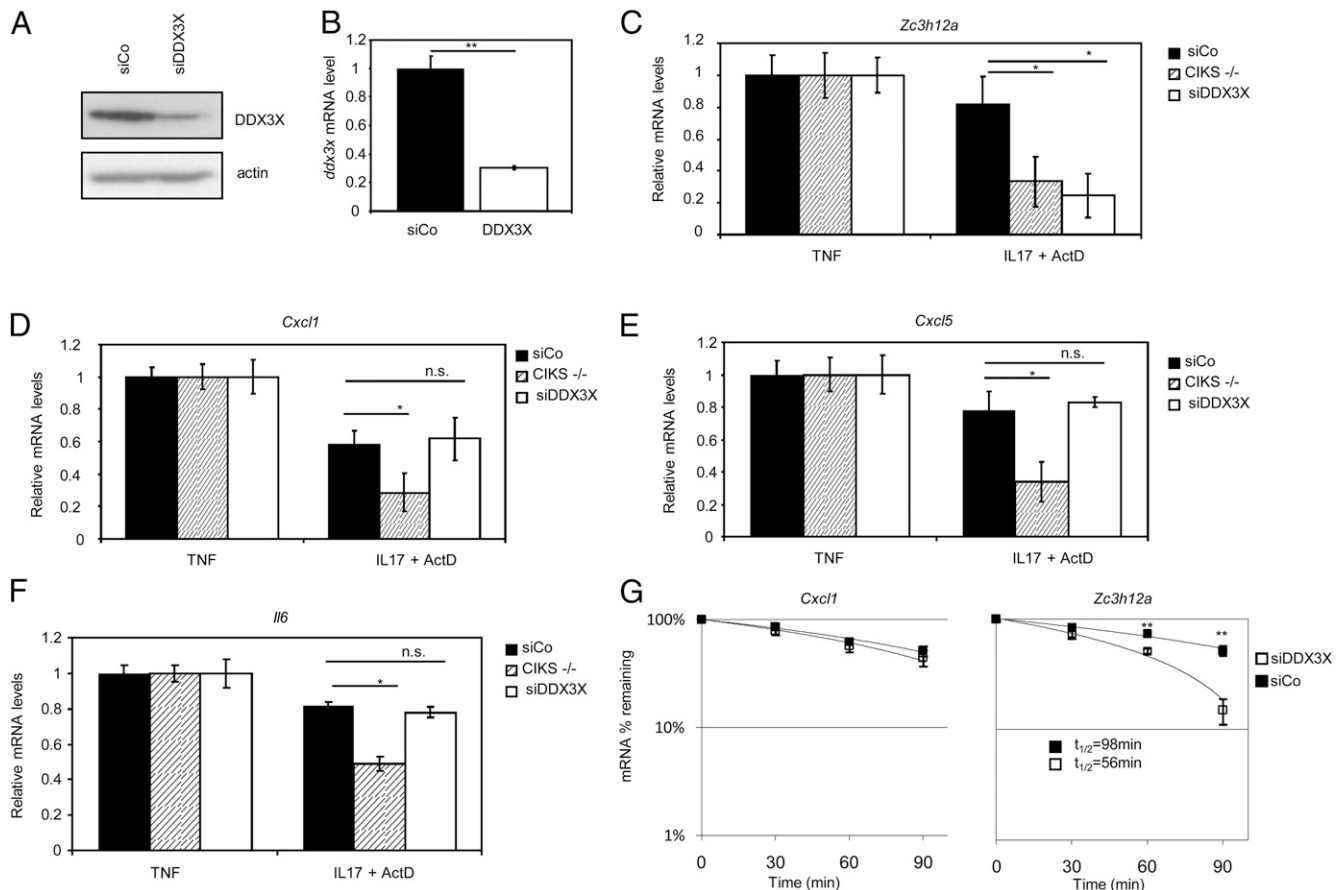 A
siCo
siDDX3X
DDX3X
actin
B
ddx3x mRNA level
1.2
1
0.8
0.6
0.4
0.2
0
**
siCo
DDX3X
C
Zc3h12a
Relative mRNA levels
1.2
1
0.8
0.6
0.4
0.2
0
*
*
TNF
IL17 + ActD
siCo
CIKS -/-
siDDX3X
D
Cxcl1
Relative mRNA levels
1.2
1
0.8
0.6
0.4
0.2
0
n.s.
*
TNF
IL17 + ActD
siCo
CIKS -/-
siDDX3X
E
Cxcl5
Relative mRNA levels
1.2
1
0.8
0.6
0.4
0.2
0
n.s.
*
TNF
IL17 + ActD
siCo
CIKS -/-
siDDX3X
F
Il6
Relative mRNA levels
1.2
1
0.8
0.6
0.4
0.2
0
n.s.
*
TNF
IL17 + ActD
siCo
CIKS -/-
siDDX3X
G
Cxcl1
mRNA % remaining
100%
10%
1%
0
30
60
90
Time (min)
Zc3h12a
**
**
t1/2=98min
t1/2=56min
0
30
60
90
Time (min)
siDDX3X
siCo